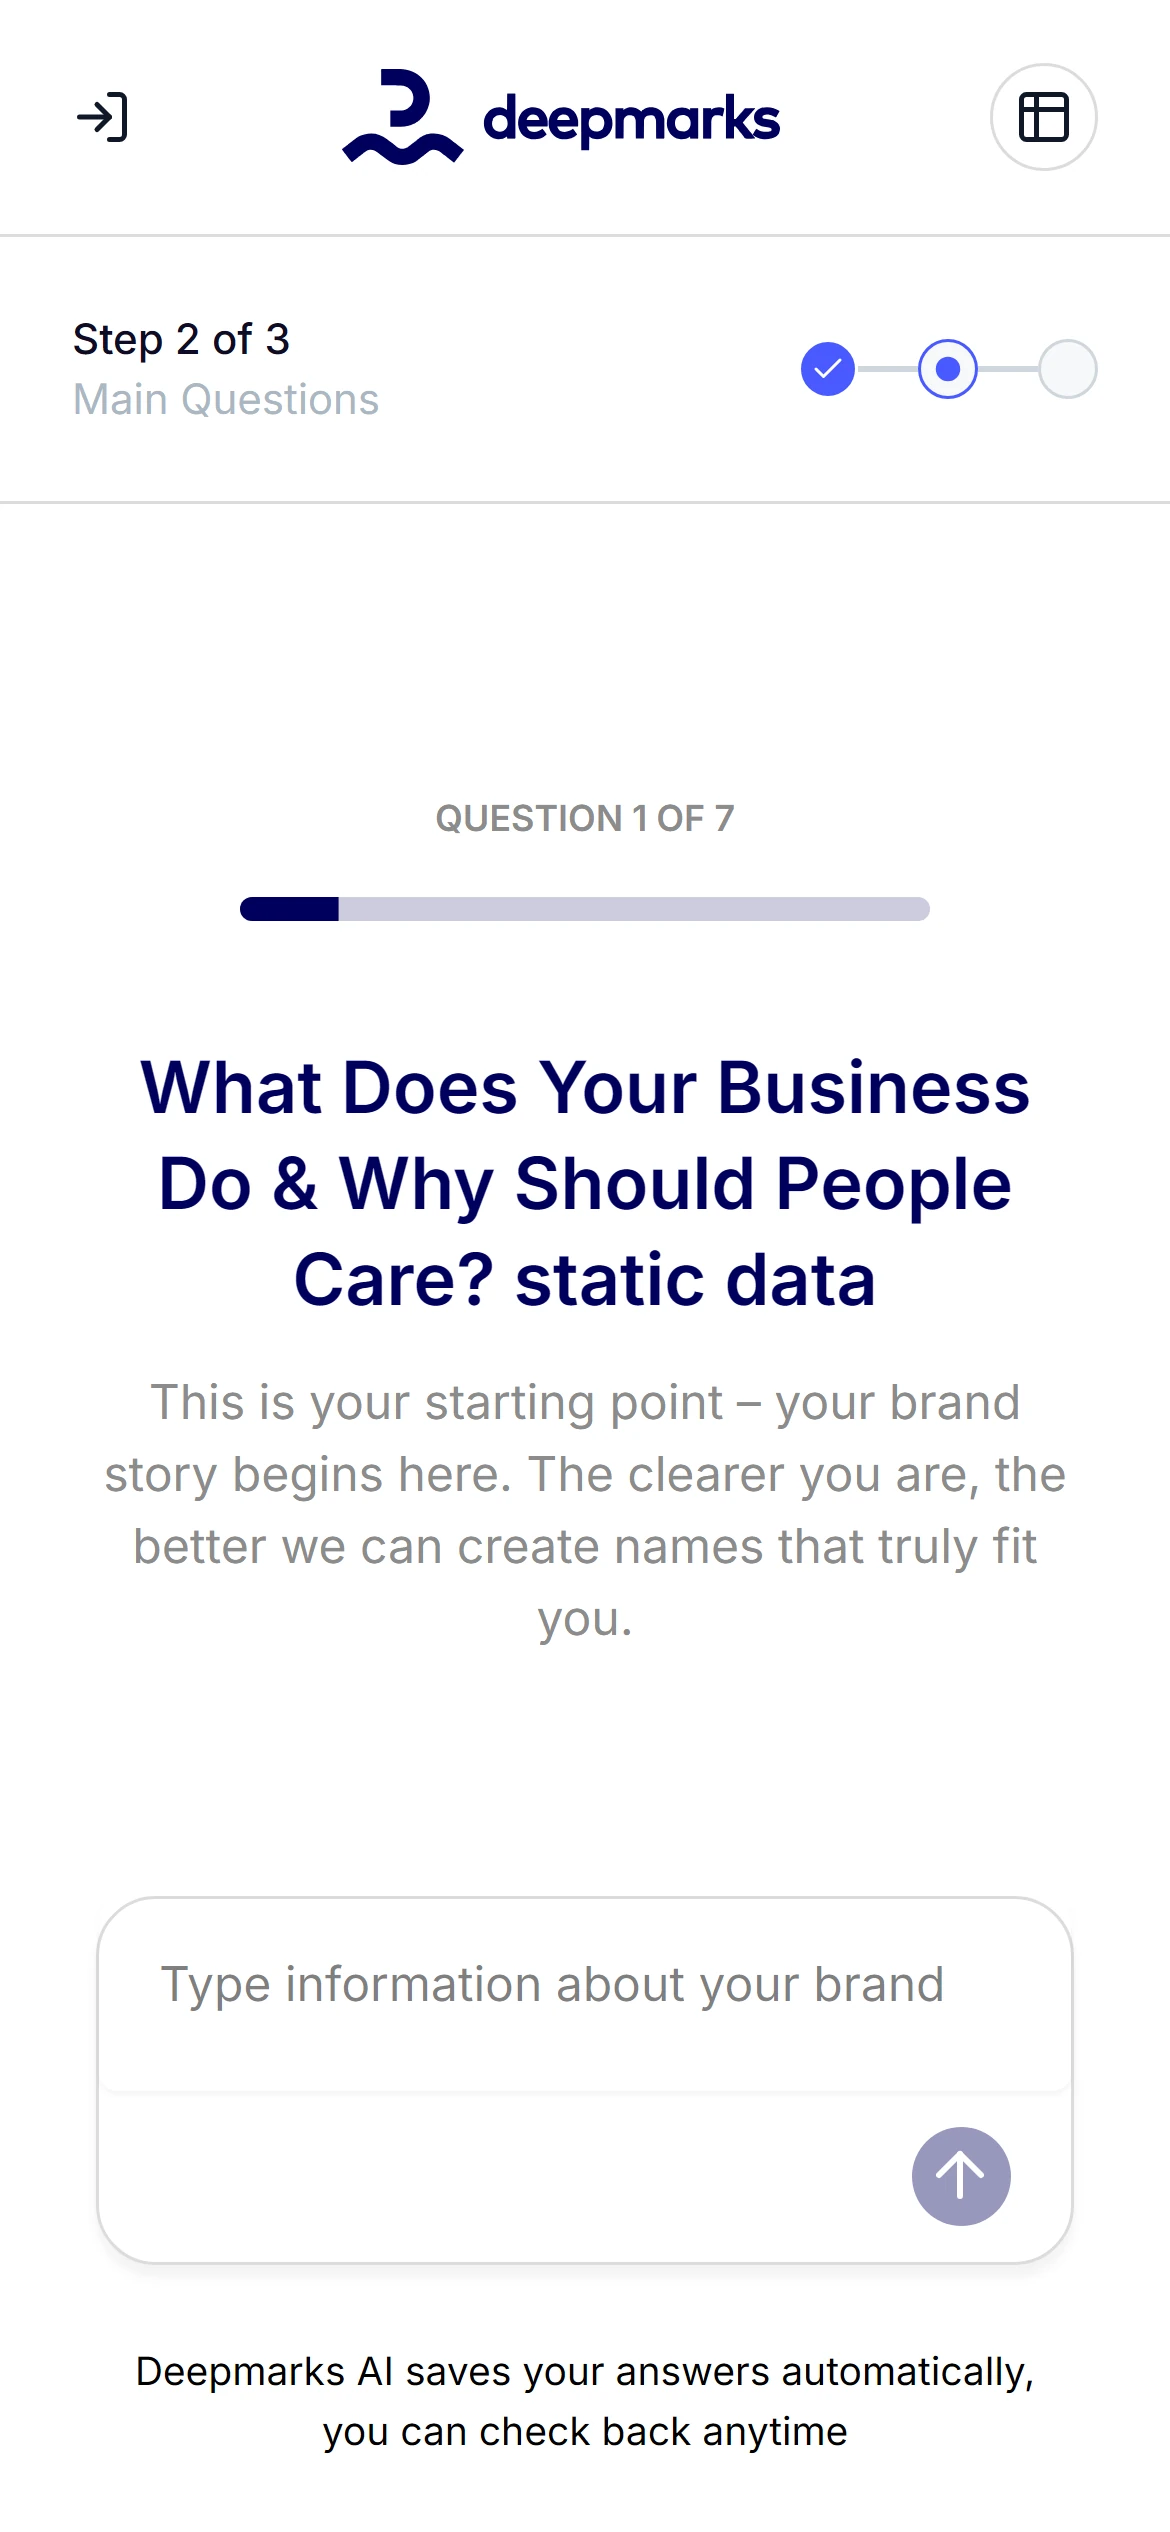 deepmarks
Step 2 of 3
Main Questions
QUESTION 1 OF 7
What Does Your Business
Do & Why Should People
Care? static data
This is your starting point – your brand
story begins here. The clearer you are, the
better we can create names that truly fit
you.
Type information about your brand
Deepmarks AI saves your answers automatically,
you can check back anytime